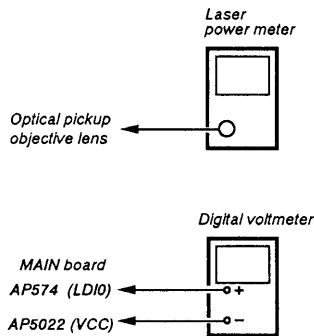 Laser
power meter
Optical pickup
objective lens
Digital voltmeter
MAIN board
AP574 (LDI0)
+
AP5022 (VCC)
–